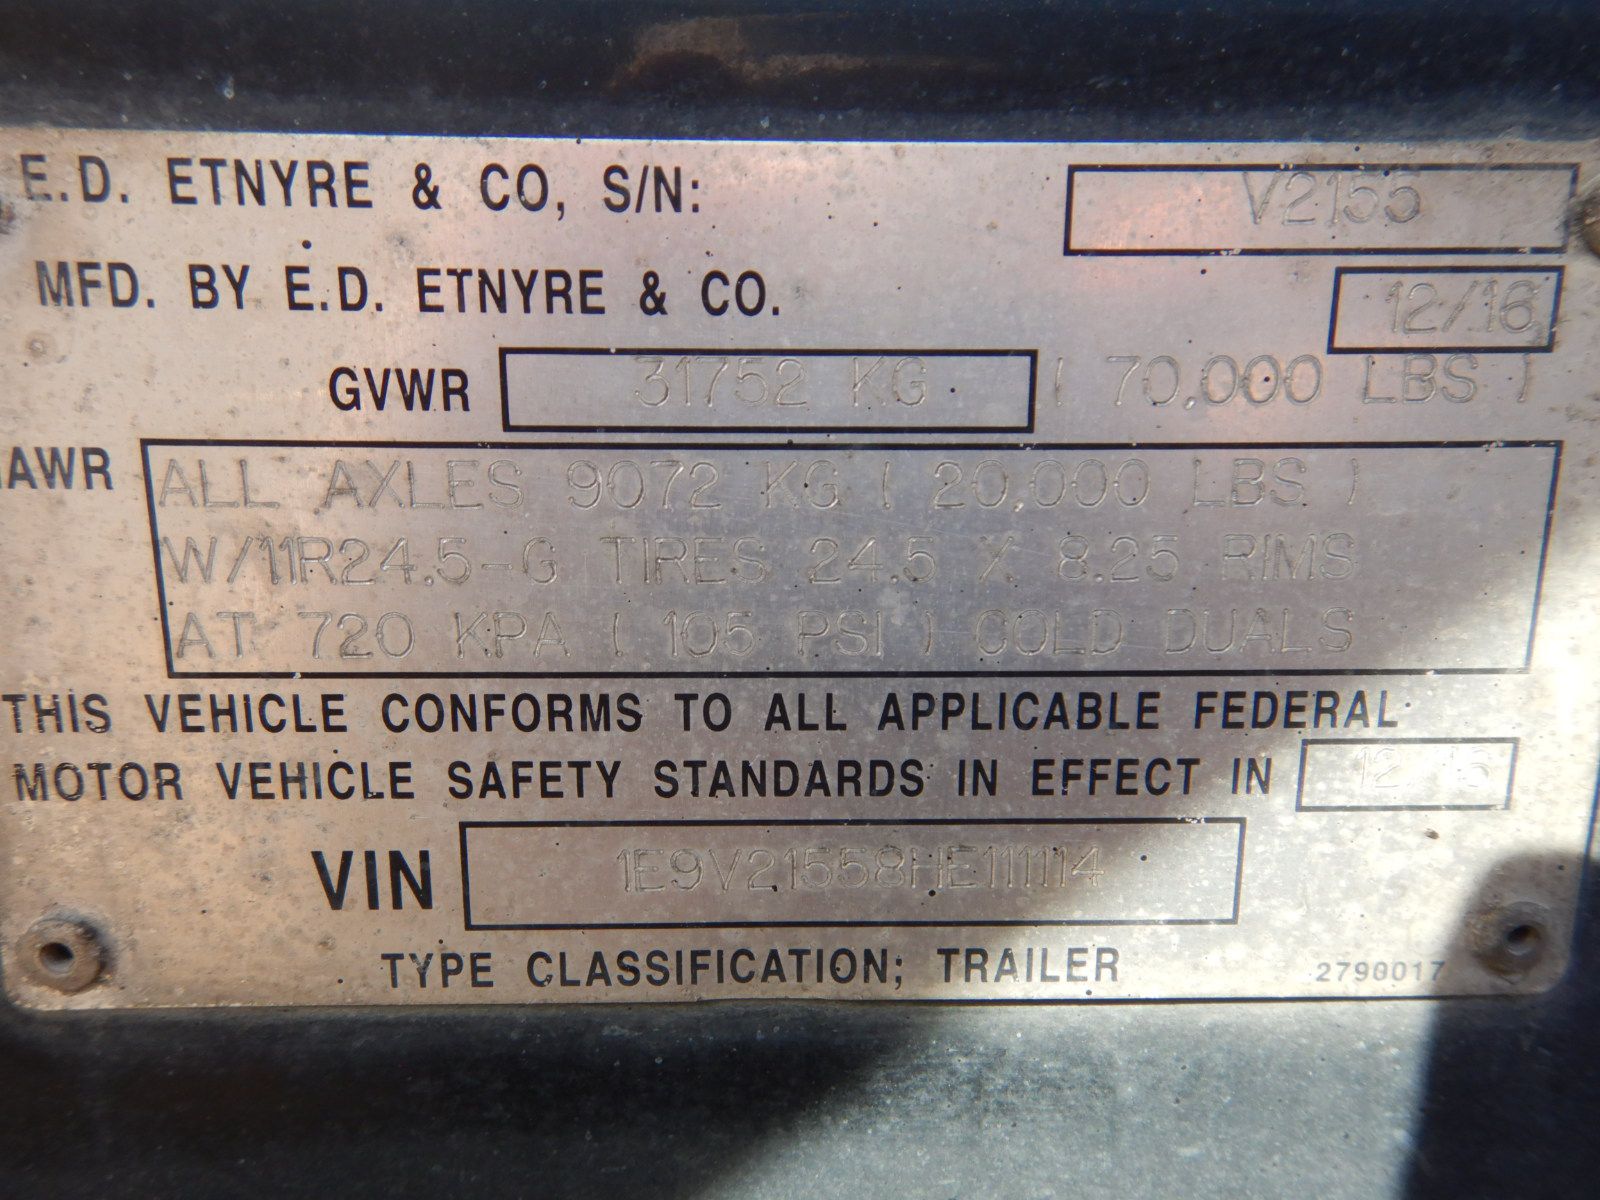 E.D. ETNYRE & CO, S/N: V2155
MFD. BY E.D. ETNYRE & CO. 12/16
GVWR 31752 KG ( 70,000 LBS )
AWR ALL AXLES 9072 KG ( 20,000 LBS )
W/11R24.5-G TIRES 24.5 X 8.25 RIMS
AT 720 KPA ( 105 PSI ) COLD DUALS
THIS VEHICLE CONFORMS TO ALL APPLICABLE FEDERAL
MOTOR VEHICLE SAFETY STANDARDS IN EFFECT IN 12/16
VIN 1E9V21558HE111114
TYPE CLASSIFICATION; TRAILER 2790017